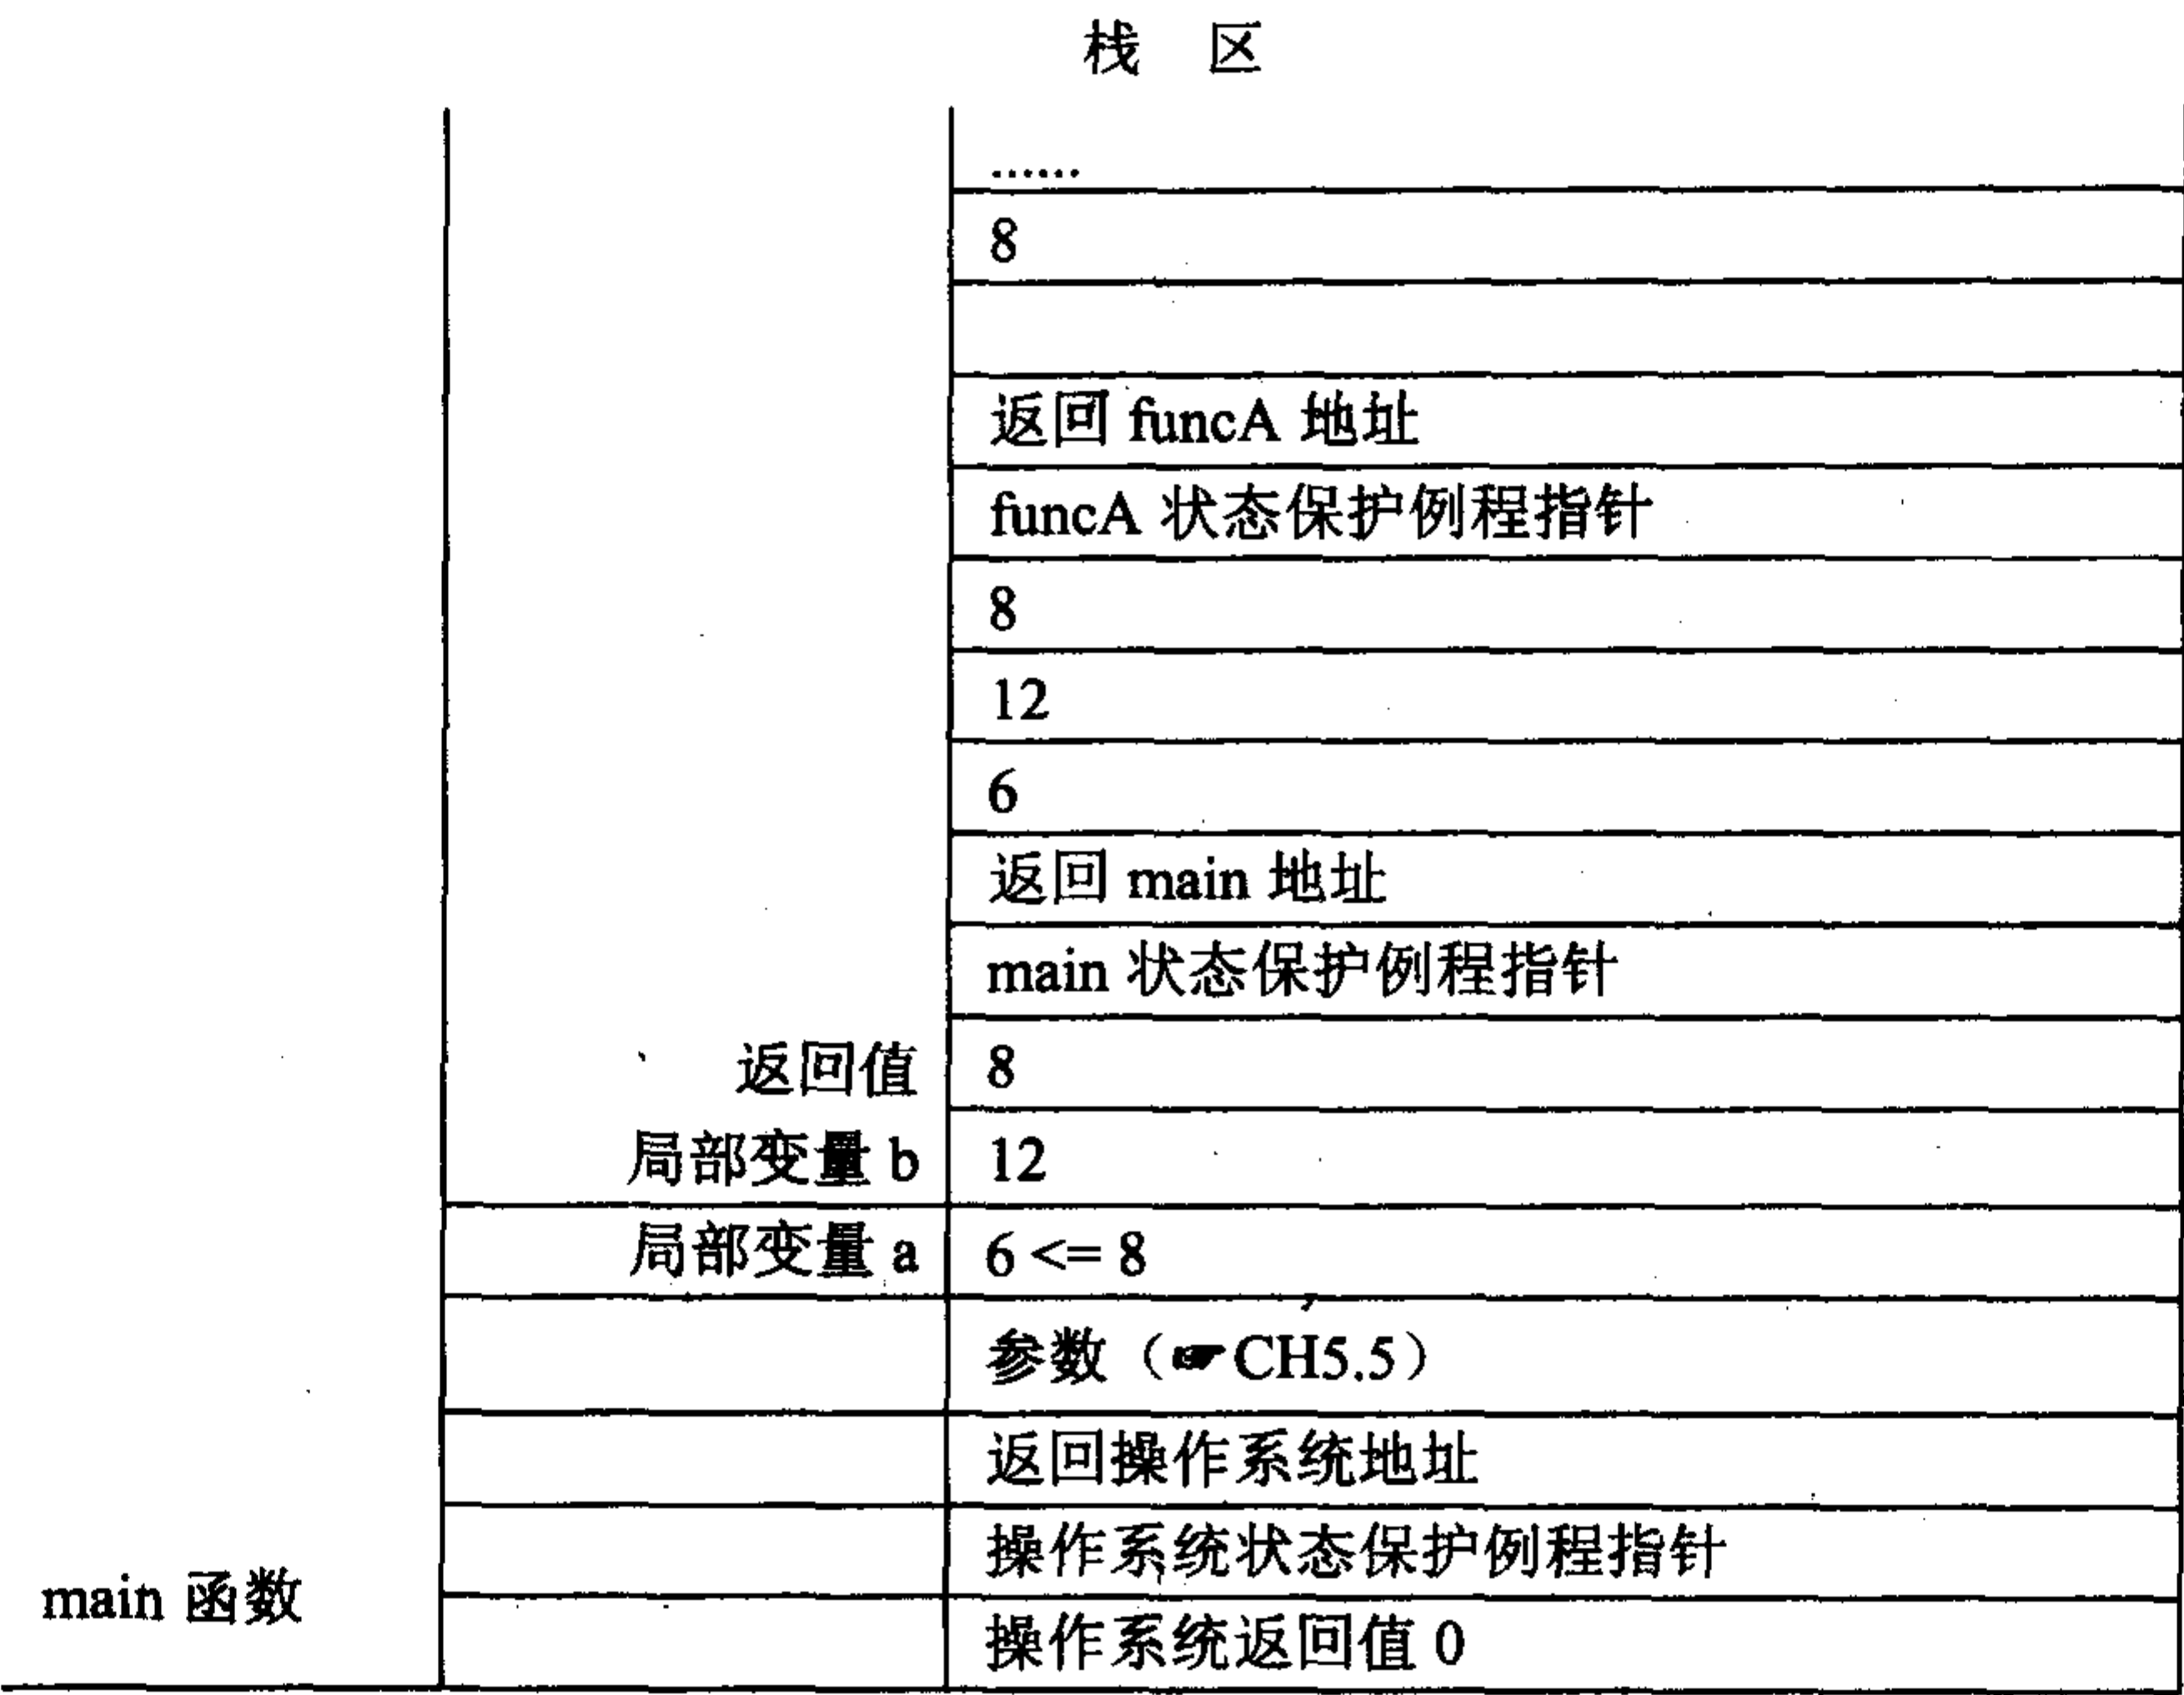 栈 区
......
8
返回 funcA 地址
funcA 状态保护例程指针
8
12
6
返回 main 地址
main 状态保护例程指针
返回值 8
局部变量 b 12
局部变量 a 6 <= 8
参数（☞CH5.5）
返回操作系统地址
操作系统状态保护例程指针
main 函数
操作系统返回值 0